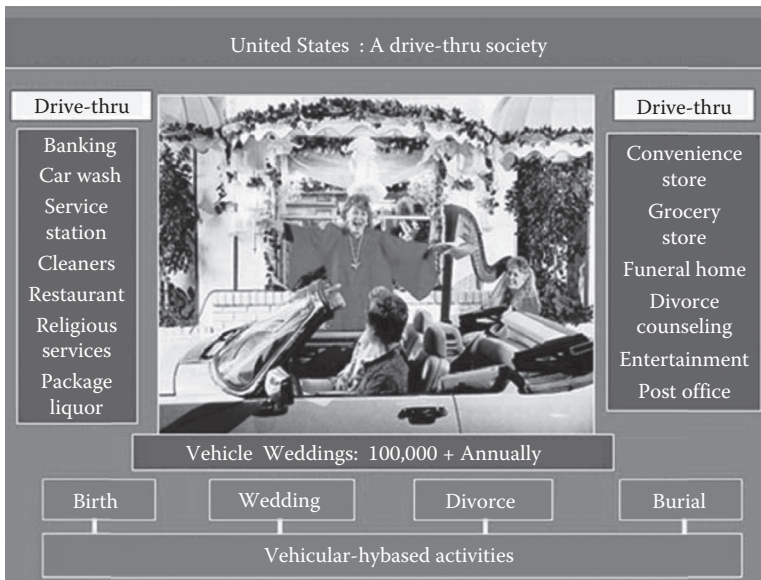 United States : A drive-thru society
Drive-thru
Banking
Car wash
Service
station
Cleaners
Restaurant
Religious
services
Package
liquor
Drive-thru
Convenience
store
Grocery
store
Funeral home
Divorce
counseling
Entertainment
Post office
Vehicle Weddings: 100,000 + Annually
Birth
Wedding
Divorce
Burial
Vehicular-hybased activities